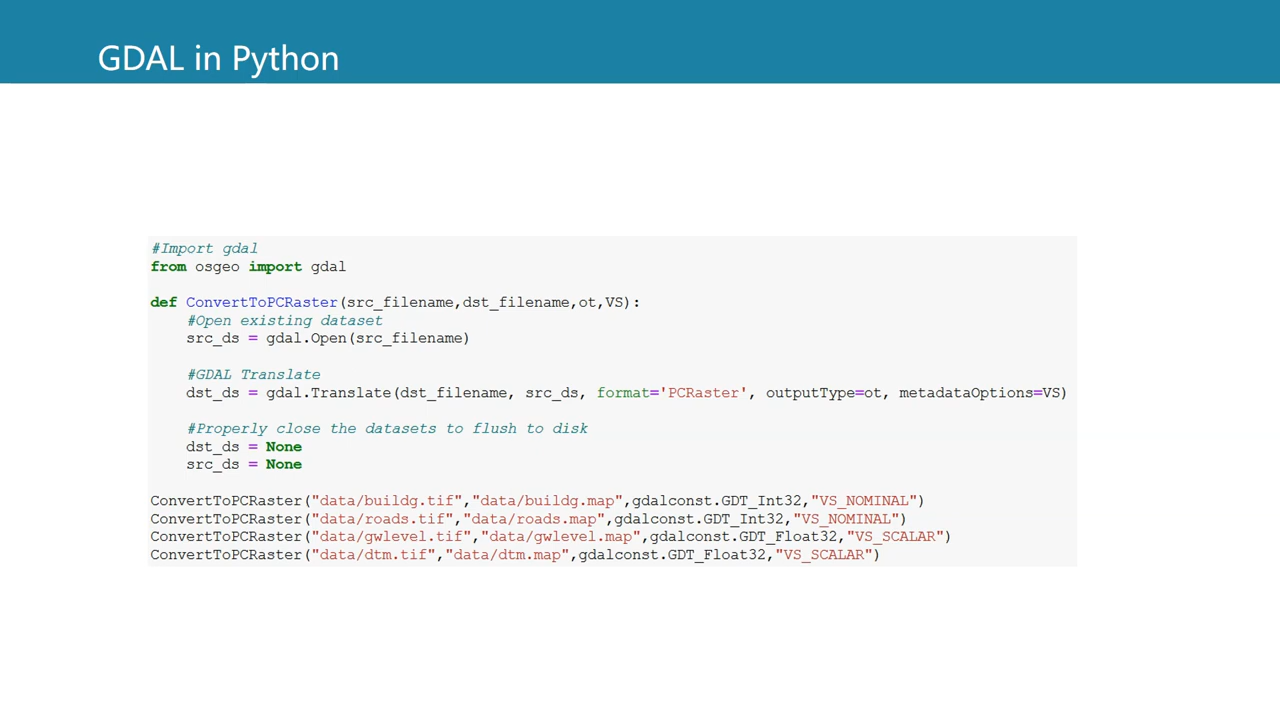 GDAL in Python
#Import gdal
from osgeo import gdal
def ConvertToPCRaster(src_filename,dst_filename,ot,VS):
#Open existing dataset
src_ds = gdal.Open(src_filename)
#GDAL Translate
dst_ds = gdal.Translate(dst_filename, src_ds, format='PCRaster', outputType=ot, metadataOptions=VS)
#Properly close the datasets to flush to disk
dst_ds = None
src_ds = None
ConvertToPCRaster("data/buildg.tif","data/buildg.map",gdalconst.GDT_Int32,"VS_NOMINAL")
ConvertToPCRaster("data/roads.tif","data/roads.map",gdalconst.GDT_Int32,"VS_NOMINAL")
ConvertToPCRaster("data/gwlevel.tif","data/gwlevel.map",gdalconst.GDT_Float32,"VS_SCALAR")
ConvertToPCRaster("data/dtm.tif","data/dtm.map",gdalconst.GDT_Float32,"VS_SCALAR")